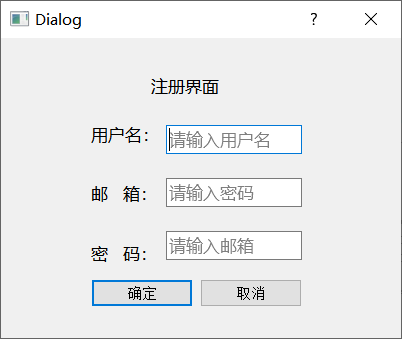 Dialog
注册界面
用户名： 请输入用户名
邮 箱： 请输入密码
密 码： 请输入邮箱
确定 取消